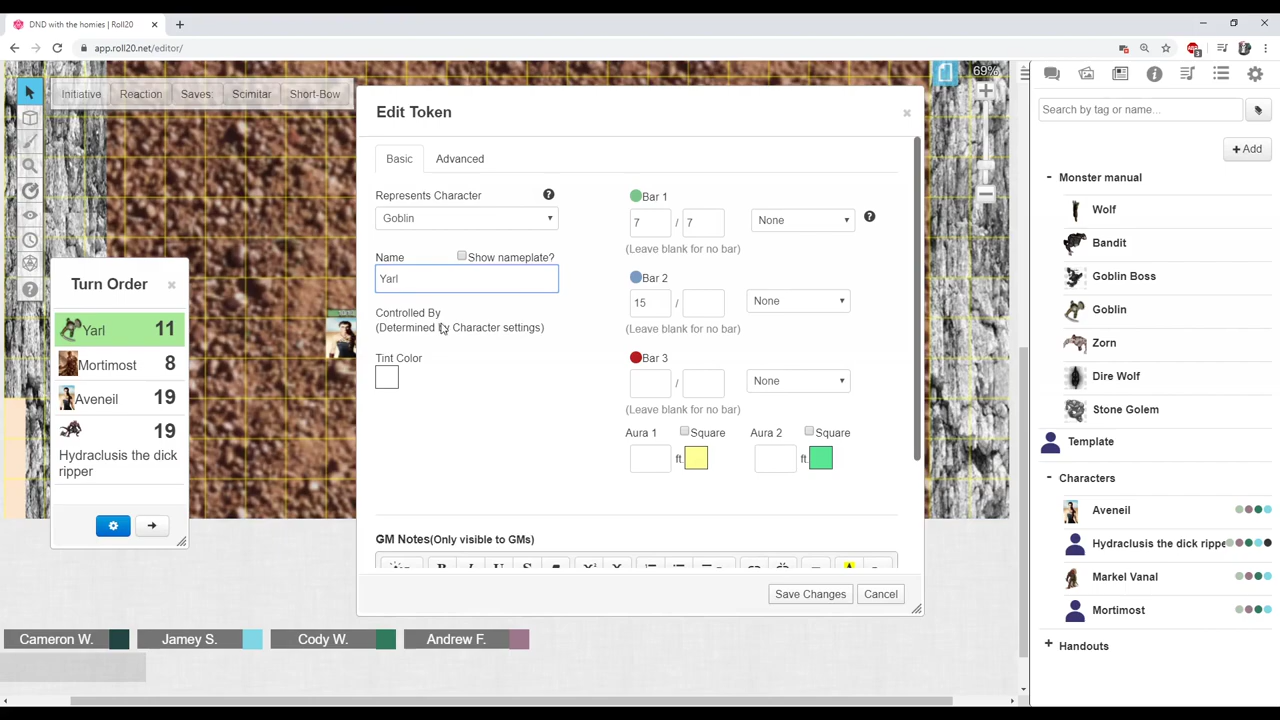 DND with the homies | Roll20
app.roll20.net/editor/
Initiative
Reaction
Saves:
Scimitar
Short-Bow
69%
Edit Token
Basic
Advanced
Represents Character
Goblin
Name
Show nameplate?
Yarl
Controlled By
(Determined By Character settings)
Tint Color
Bar 1
7 / 7
None
(Leave blank for no bar)
Bar 2
15 /
None
(Leave blank for no bar)
Bar 3
/
None
(Leave blank for no bar)
Aura 1
Square
Aura 2
Square
ft.
ft.
GM Notes(Only visible to GMs)
Save Changes
Cancel
Turn Order
Yarl 11
Mortimost 8
Aveneil 19
19
Hydraclusis the dick
ripper
Cameron W.
Jamey S.
Cody W.
Andrew F.
Search by tag or name...
+ Add
Monster manual
Wolf
Bandit
Goblin Boss
Goblin
Zorn
Dire Wolf
Stone Golem
Template
Characters
Aveneil
Hydraclusis the dick rippe
Markel Vanal
Mortimost
Handouts